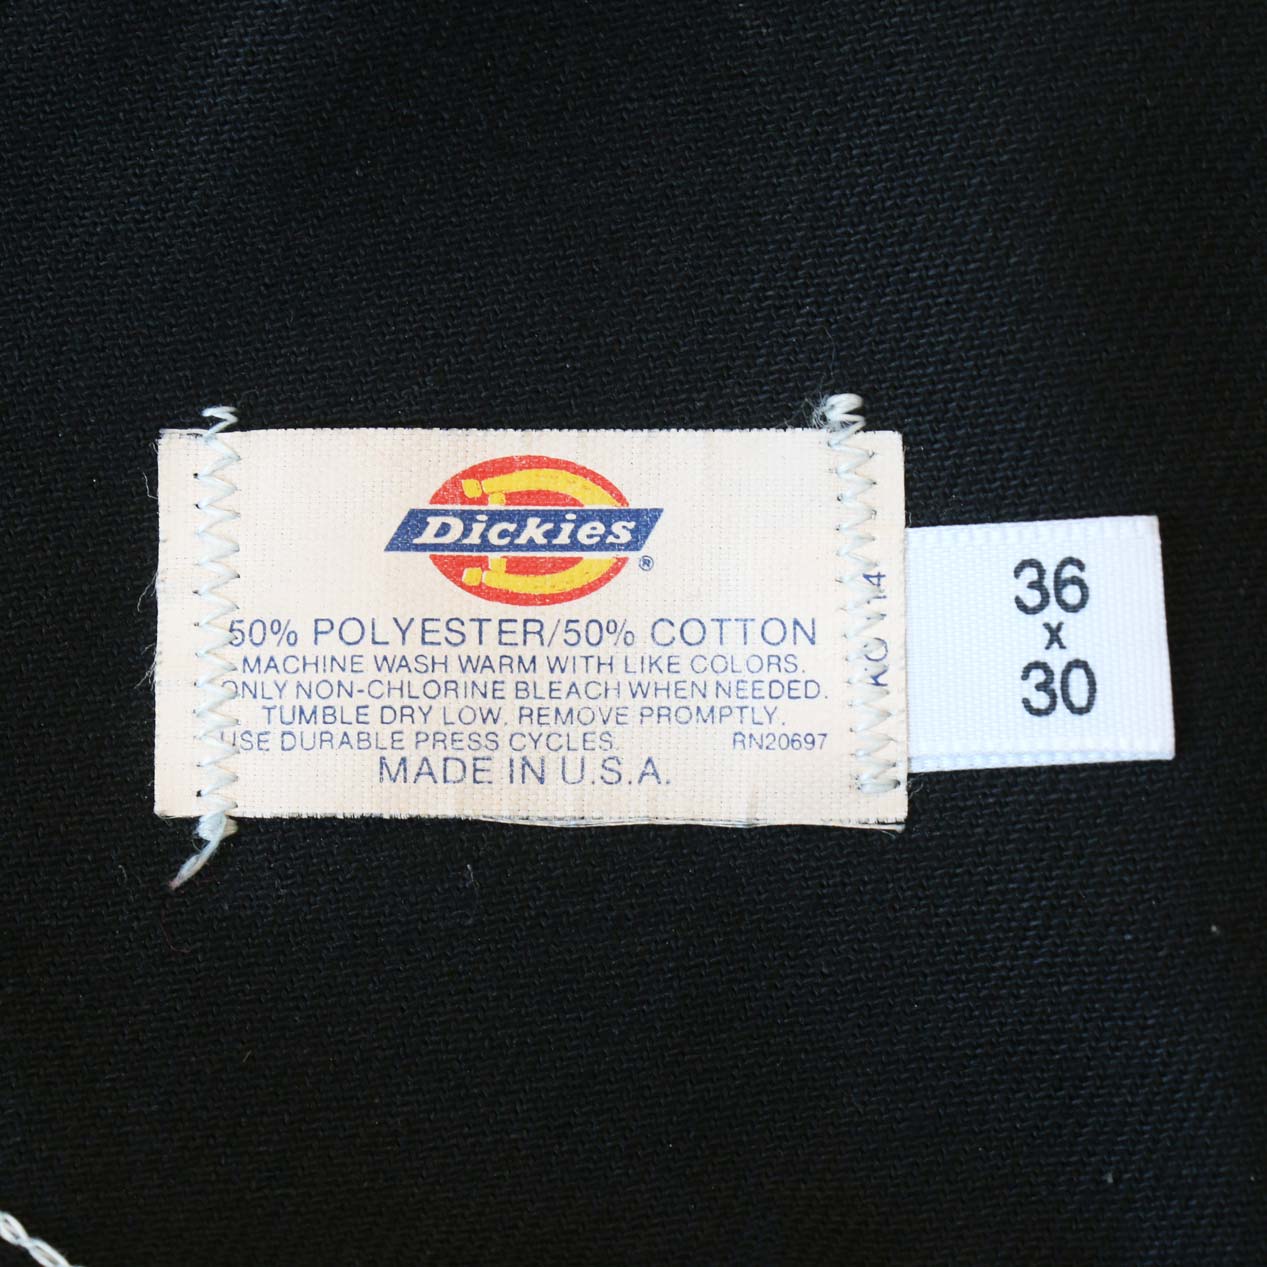 Dickies®
50% POLYESTER/50% COTTON
MACHINE WASH WARM WITH LIKE COLORS.
ONLY NON-CHLORINE BLEACH WHEN NEEDED.
TUMBLE DRY LOW. REMOVE PROMPTLY.
USE DURABLE PRESS CYCLES. RN20697
MADE IN U.S.A.
36
x
30